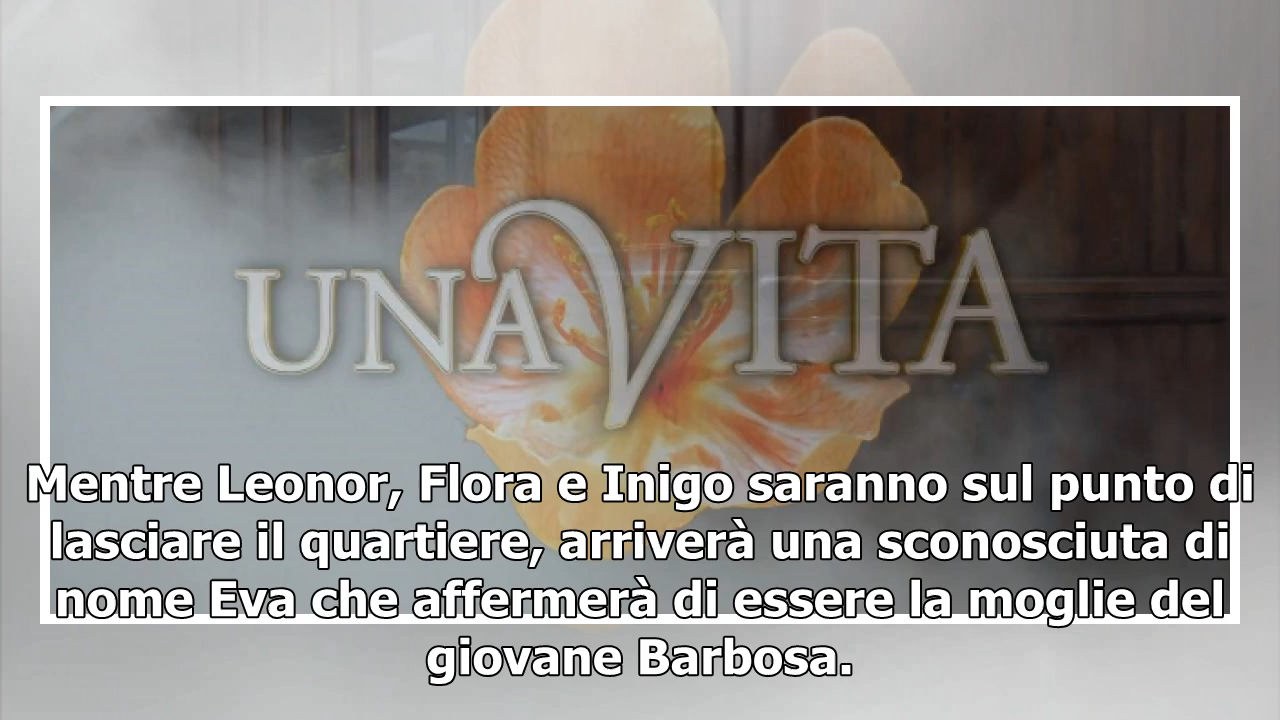 UNA VITA
Mentre Leonor, Flora e Inigo saranno sul punto di
lasciare il quartiere, arriverà una sconosciuta di
nome Eva che affermerà di essere la moglie del
giovane Barbosa.